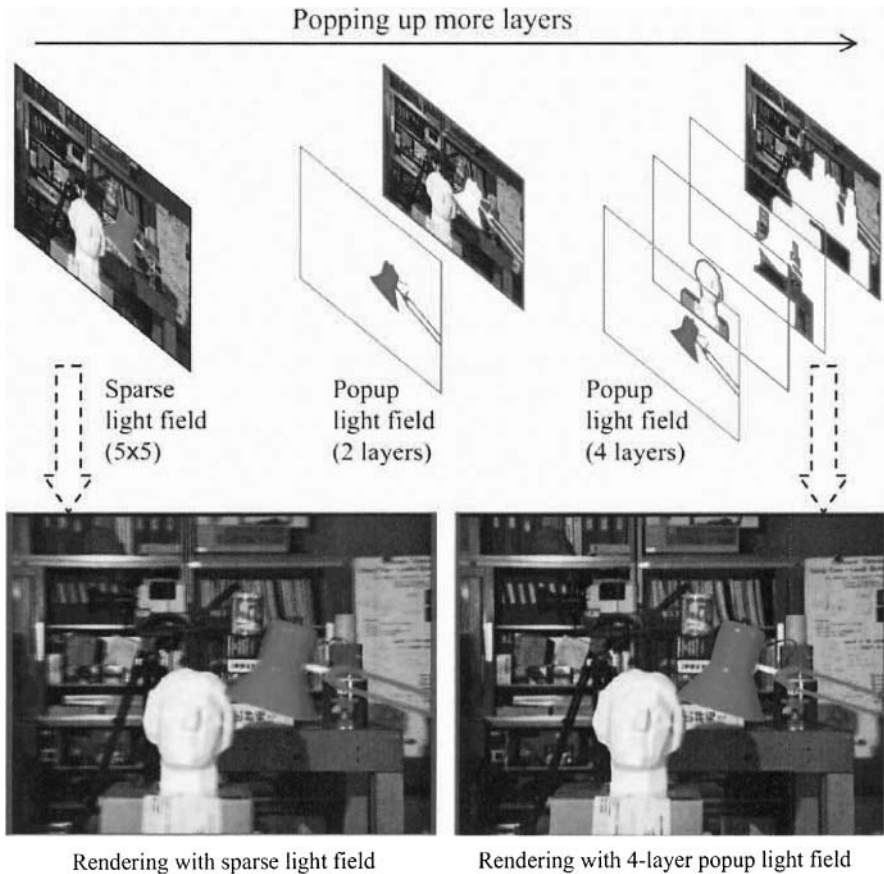 Popping up more layers
Sparse
light field
(5x5)
Popup
light field
(2 layers)
Popup
light field
(4 layers)
Rendering with sparse light field
Rendering with 4-layer popup light field